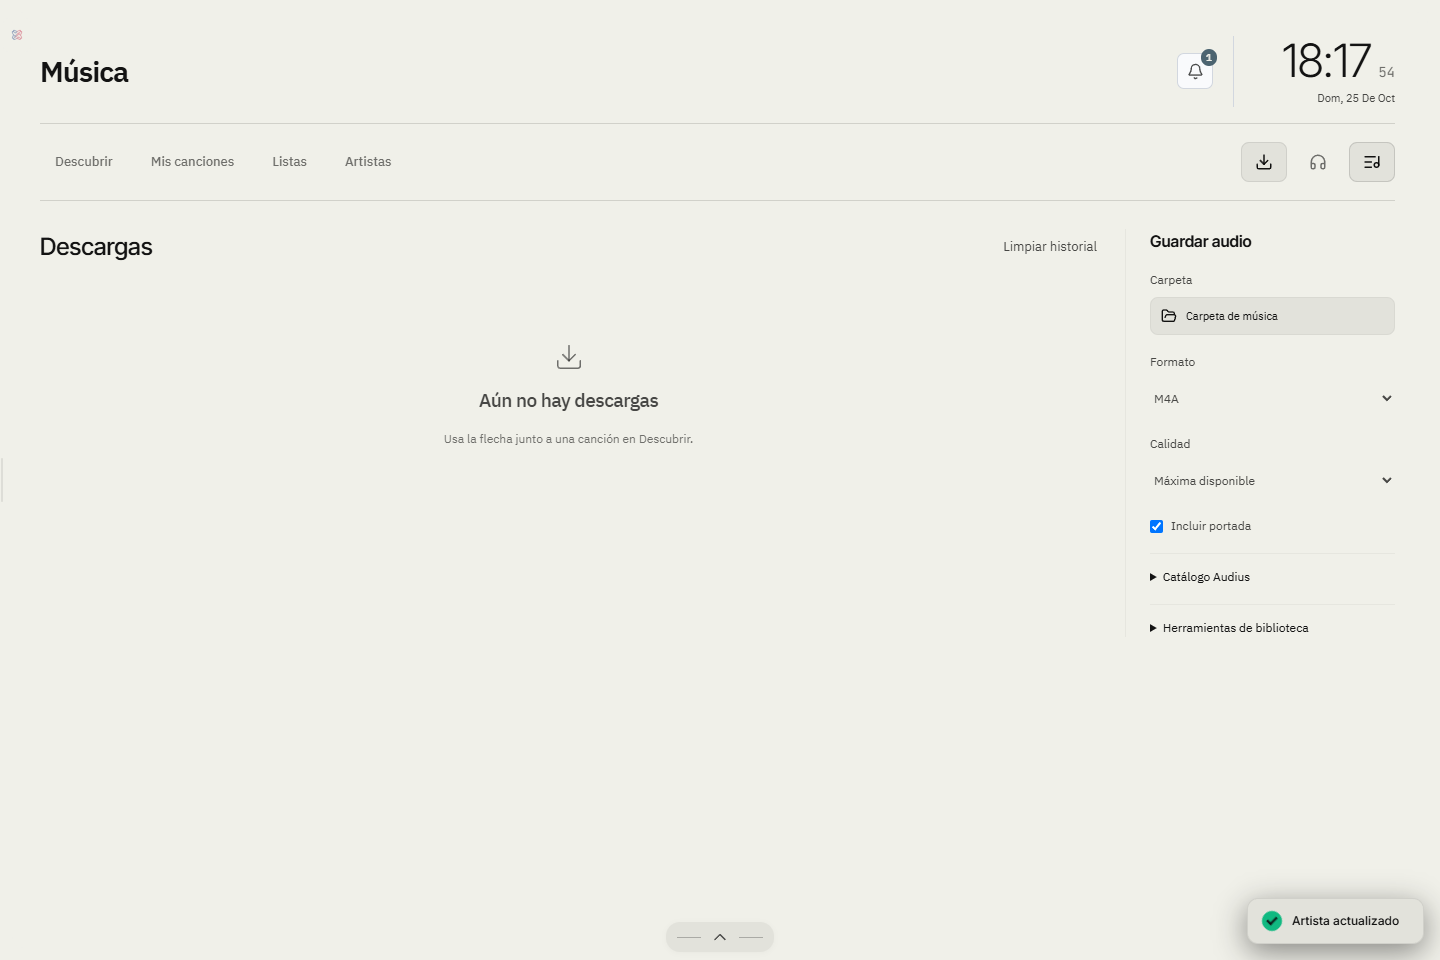 Música
1
18:17 54
Dom, 25 De Oct
Descubrir
Mis canciones
Listas
Artistas
Descargas
Limpiar historial
Aún no hay descargas
Usa la flecha junto a una canción en Descubrir.
Guardar audio
Carpeta
Carpeta de música
Formato
M4A
Calidad
Máxima disponible
Incluir portada
Catálogo Audius
Herramientas de biblioteca
Artista actualizado